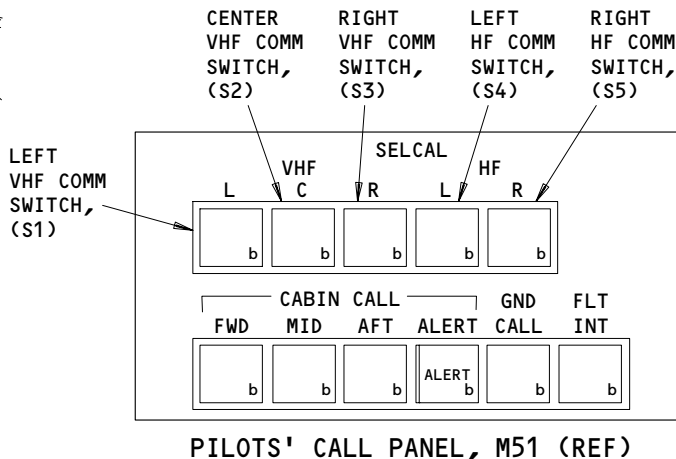 CENTER
VHF COMM
SWITCH,
(S2)
RIGHT
VHF COMM
SWITCH,
(S3)
LEFT
HF COMM
SWITCH,
(S4)
RIGHT
HF COMM
SWITCH,
(S5)
LEFT
VHF COMM
SWITCH,
(S1)
SELCAL
VHF HF
L C R L R
b b b b b
CABIN CALL GND FLT
FWD MID AFT ALERT CALL INT
ALERT
b b b b b b
PILOTS' CALL PANEL, M51 (REF)